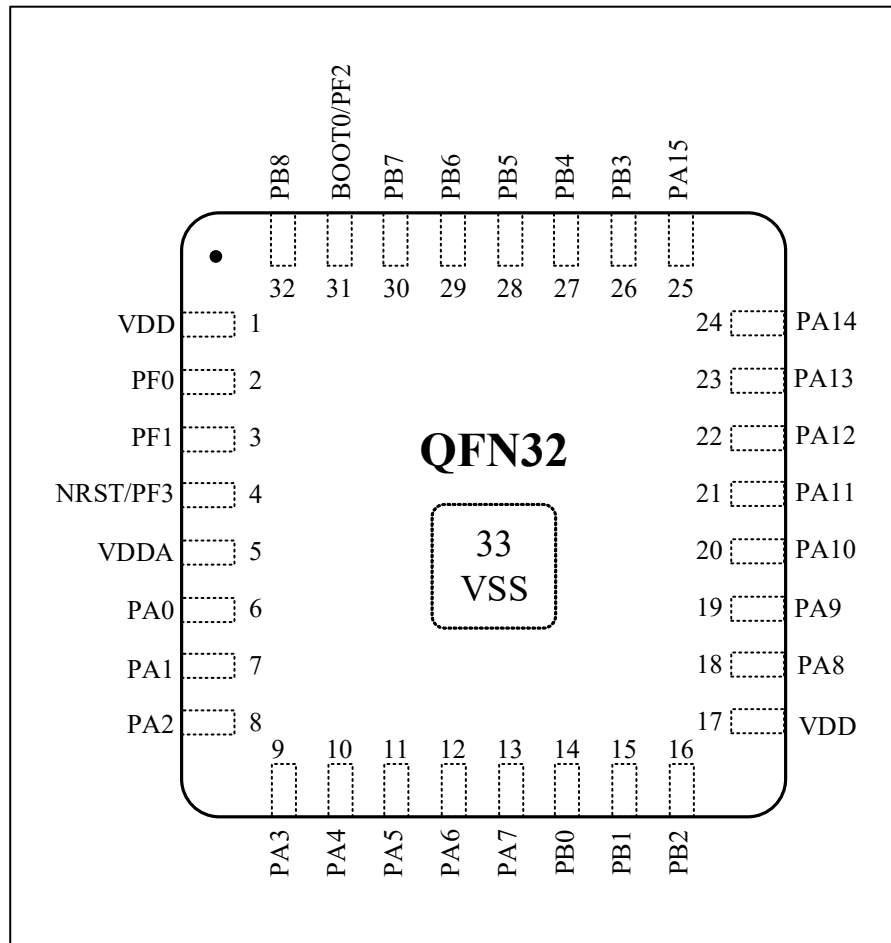 PB8
BOOT0/PF2
PB7
PB6
PB5
PB4
PB3
PA15
32
31
30
29
28
27
26
25
VDD
1
PF0
2
PF1
3
NRST/PF3
4
VDDA
5
PA0
6
PA1
7
PA2
8
QFN32
33
VSS
24
PA14
23
PA13
22
PA12
21
PA11
20
PA10
19
PA9
18
PA8
17
VDD
9
10
11
12
13
14
15
16
PA3
PA4
PA5
PA6
PA7
PB0
PB1
PB2